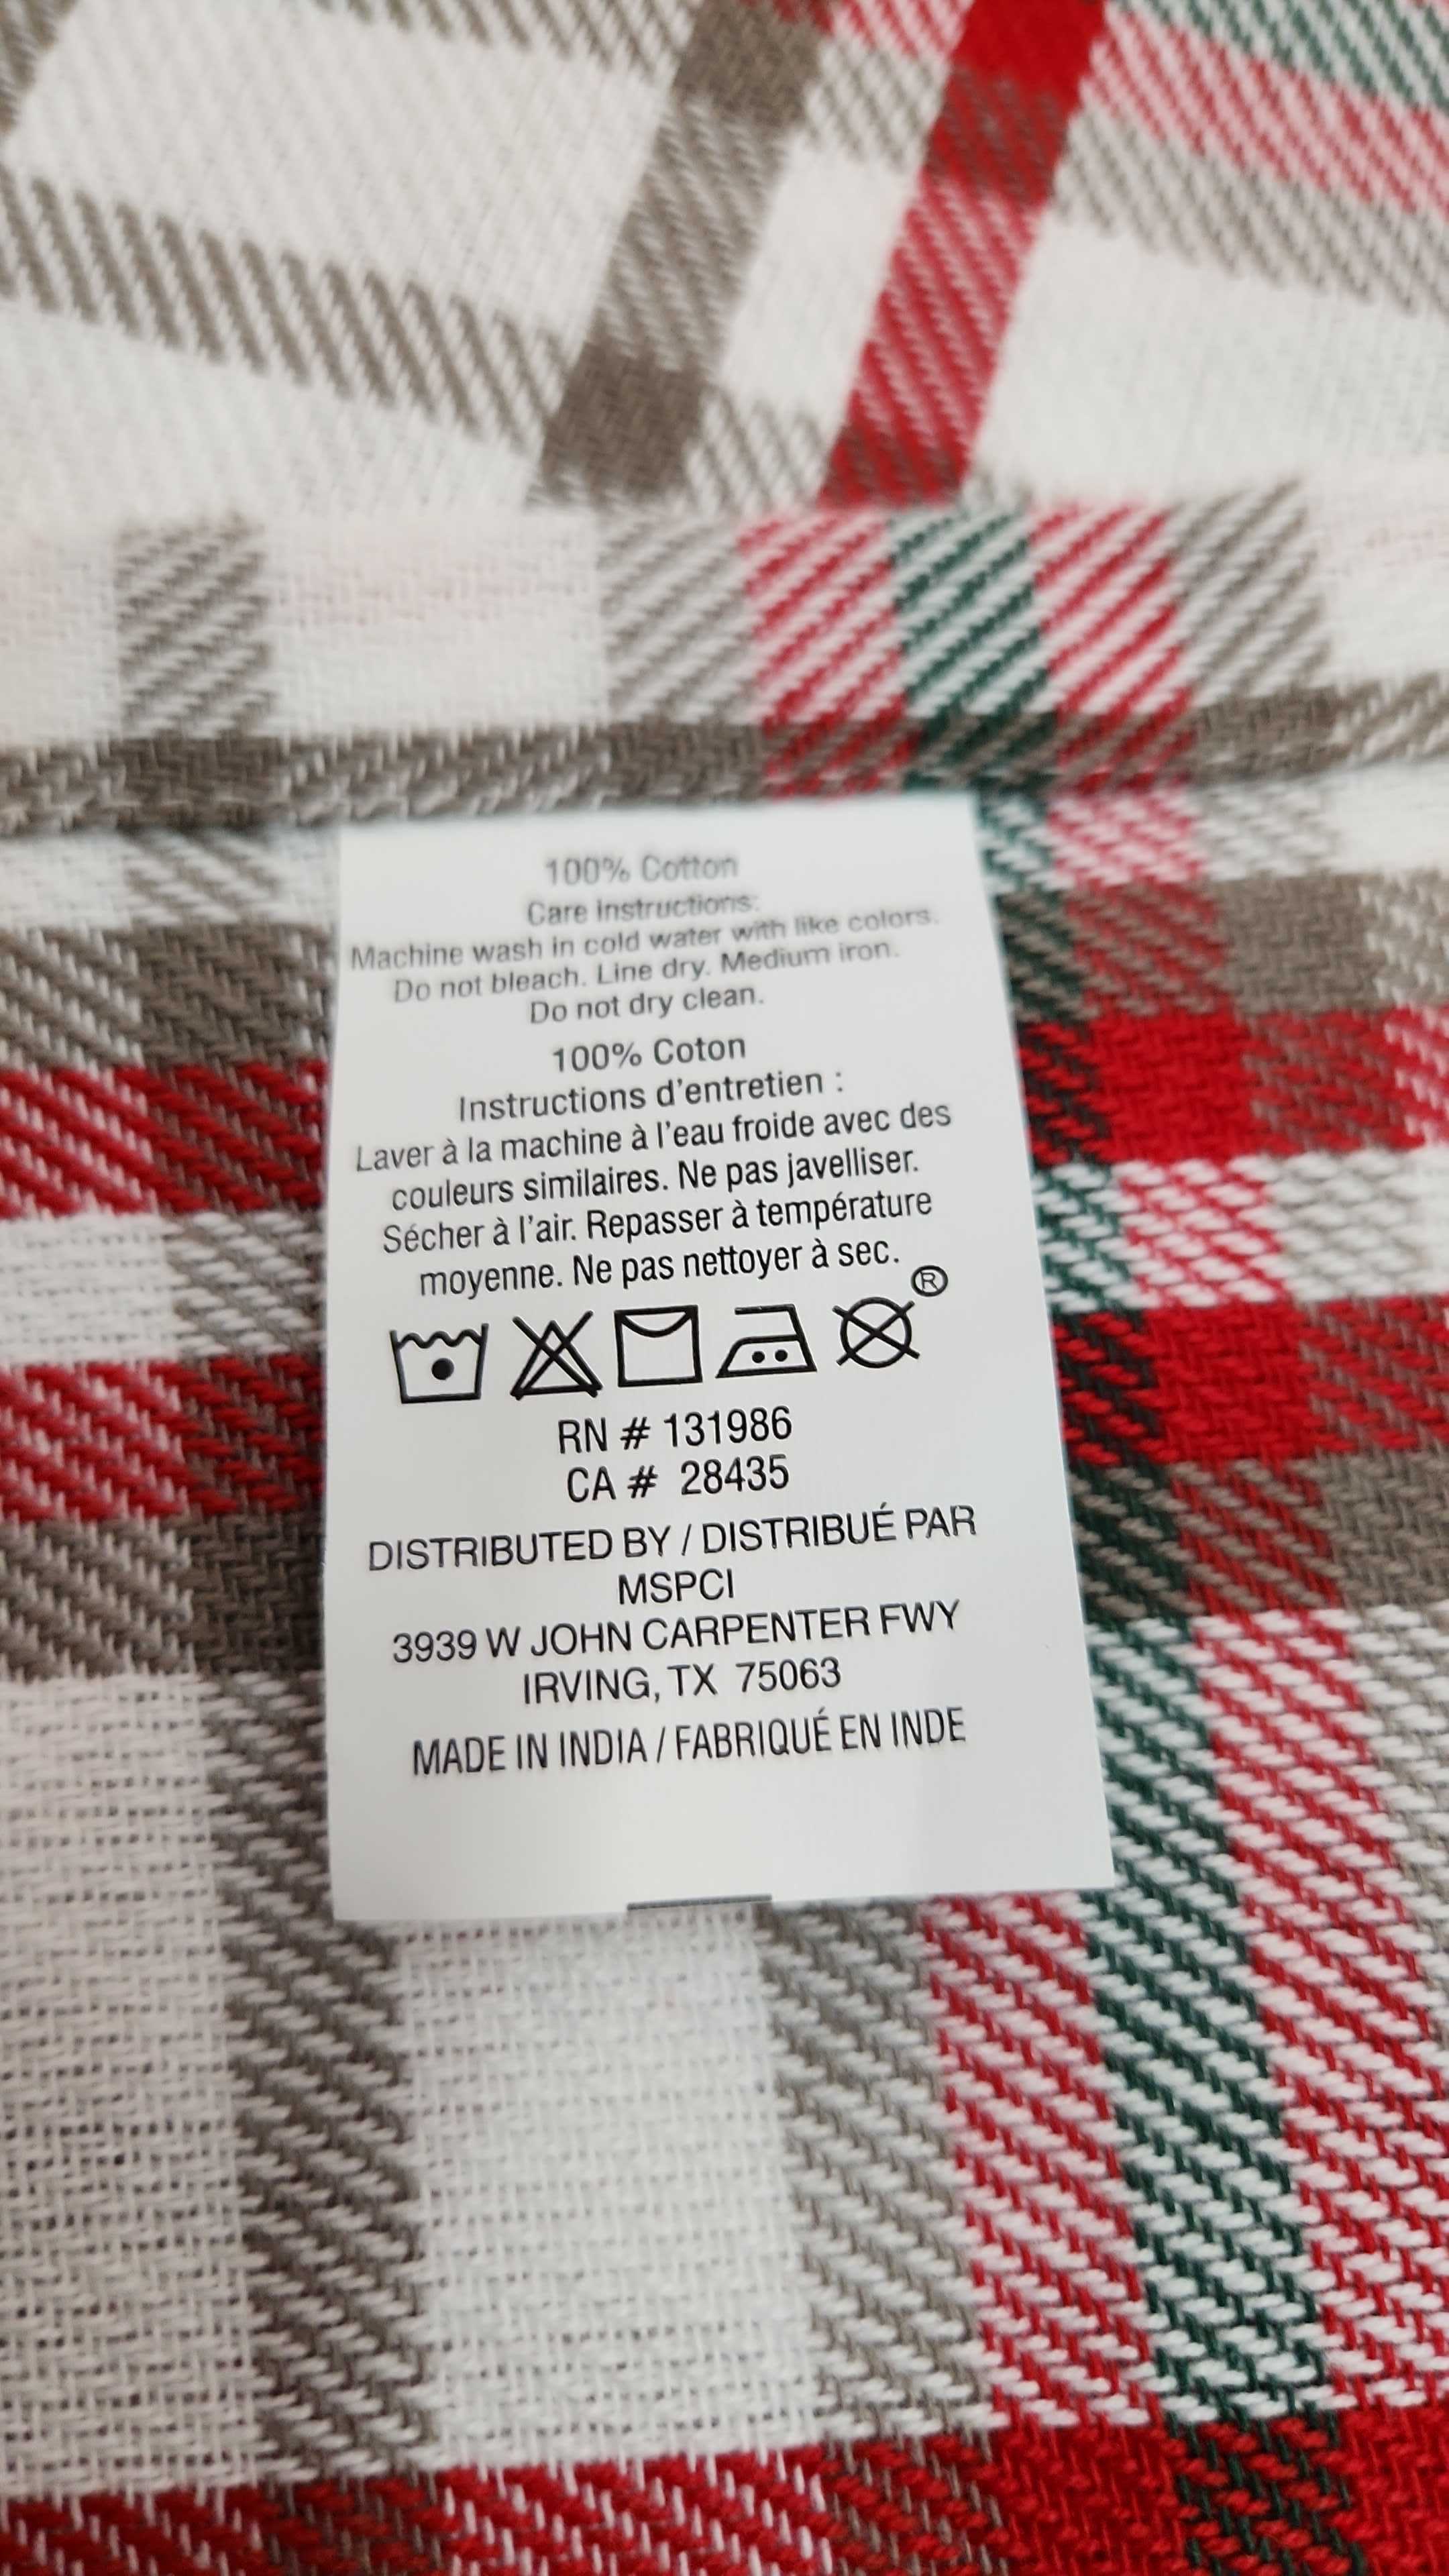 100% Cotton
Care Instructions:
Machine wash in cold water with like colors.
Do not bleach. Line dry. Medium iron.
Do not dry clean.
100% Coton
Instructions d'entretien :
Laver à la machine à l'eau froide avec des
couleurs similaires. Ne pas javelliser.
Sécher à l'air. Repasser à température
moyenne. Ne pas nettoyer à sec.
®
RN # 131986
CA # 28435
DISTRIBUTED BY / DISTRIBUÉ PAR
MSPCI
3939 W JOHN CARPENTER FWY
IRVING, TX 75063
MADE IN INDIA / FABRIQUÉ EN INDE